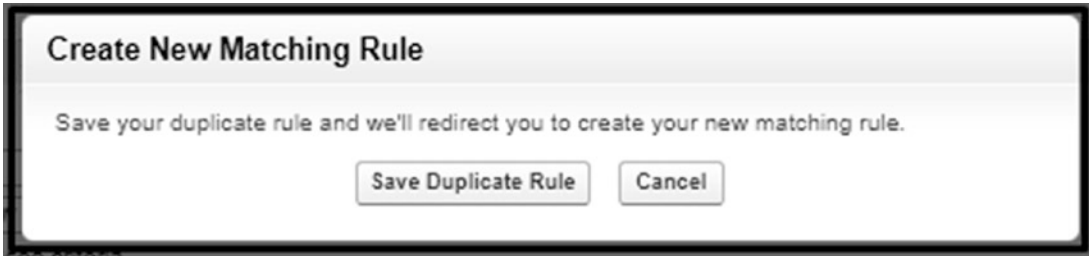 Create New Matching Rule
Save your duplicate rule and we'll redirect you to create your new matching rule.
Save Duplicate Rule Cancel